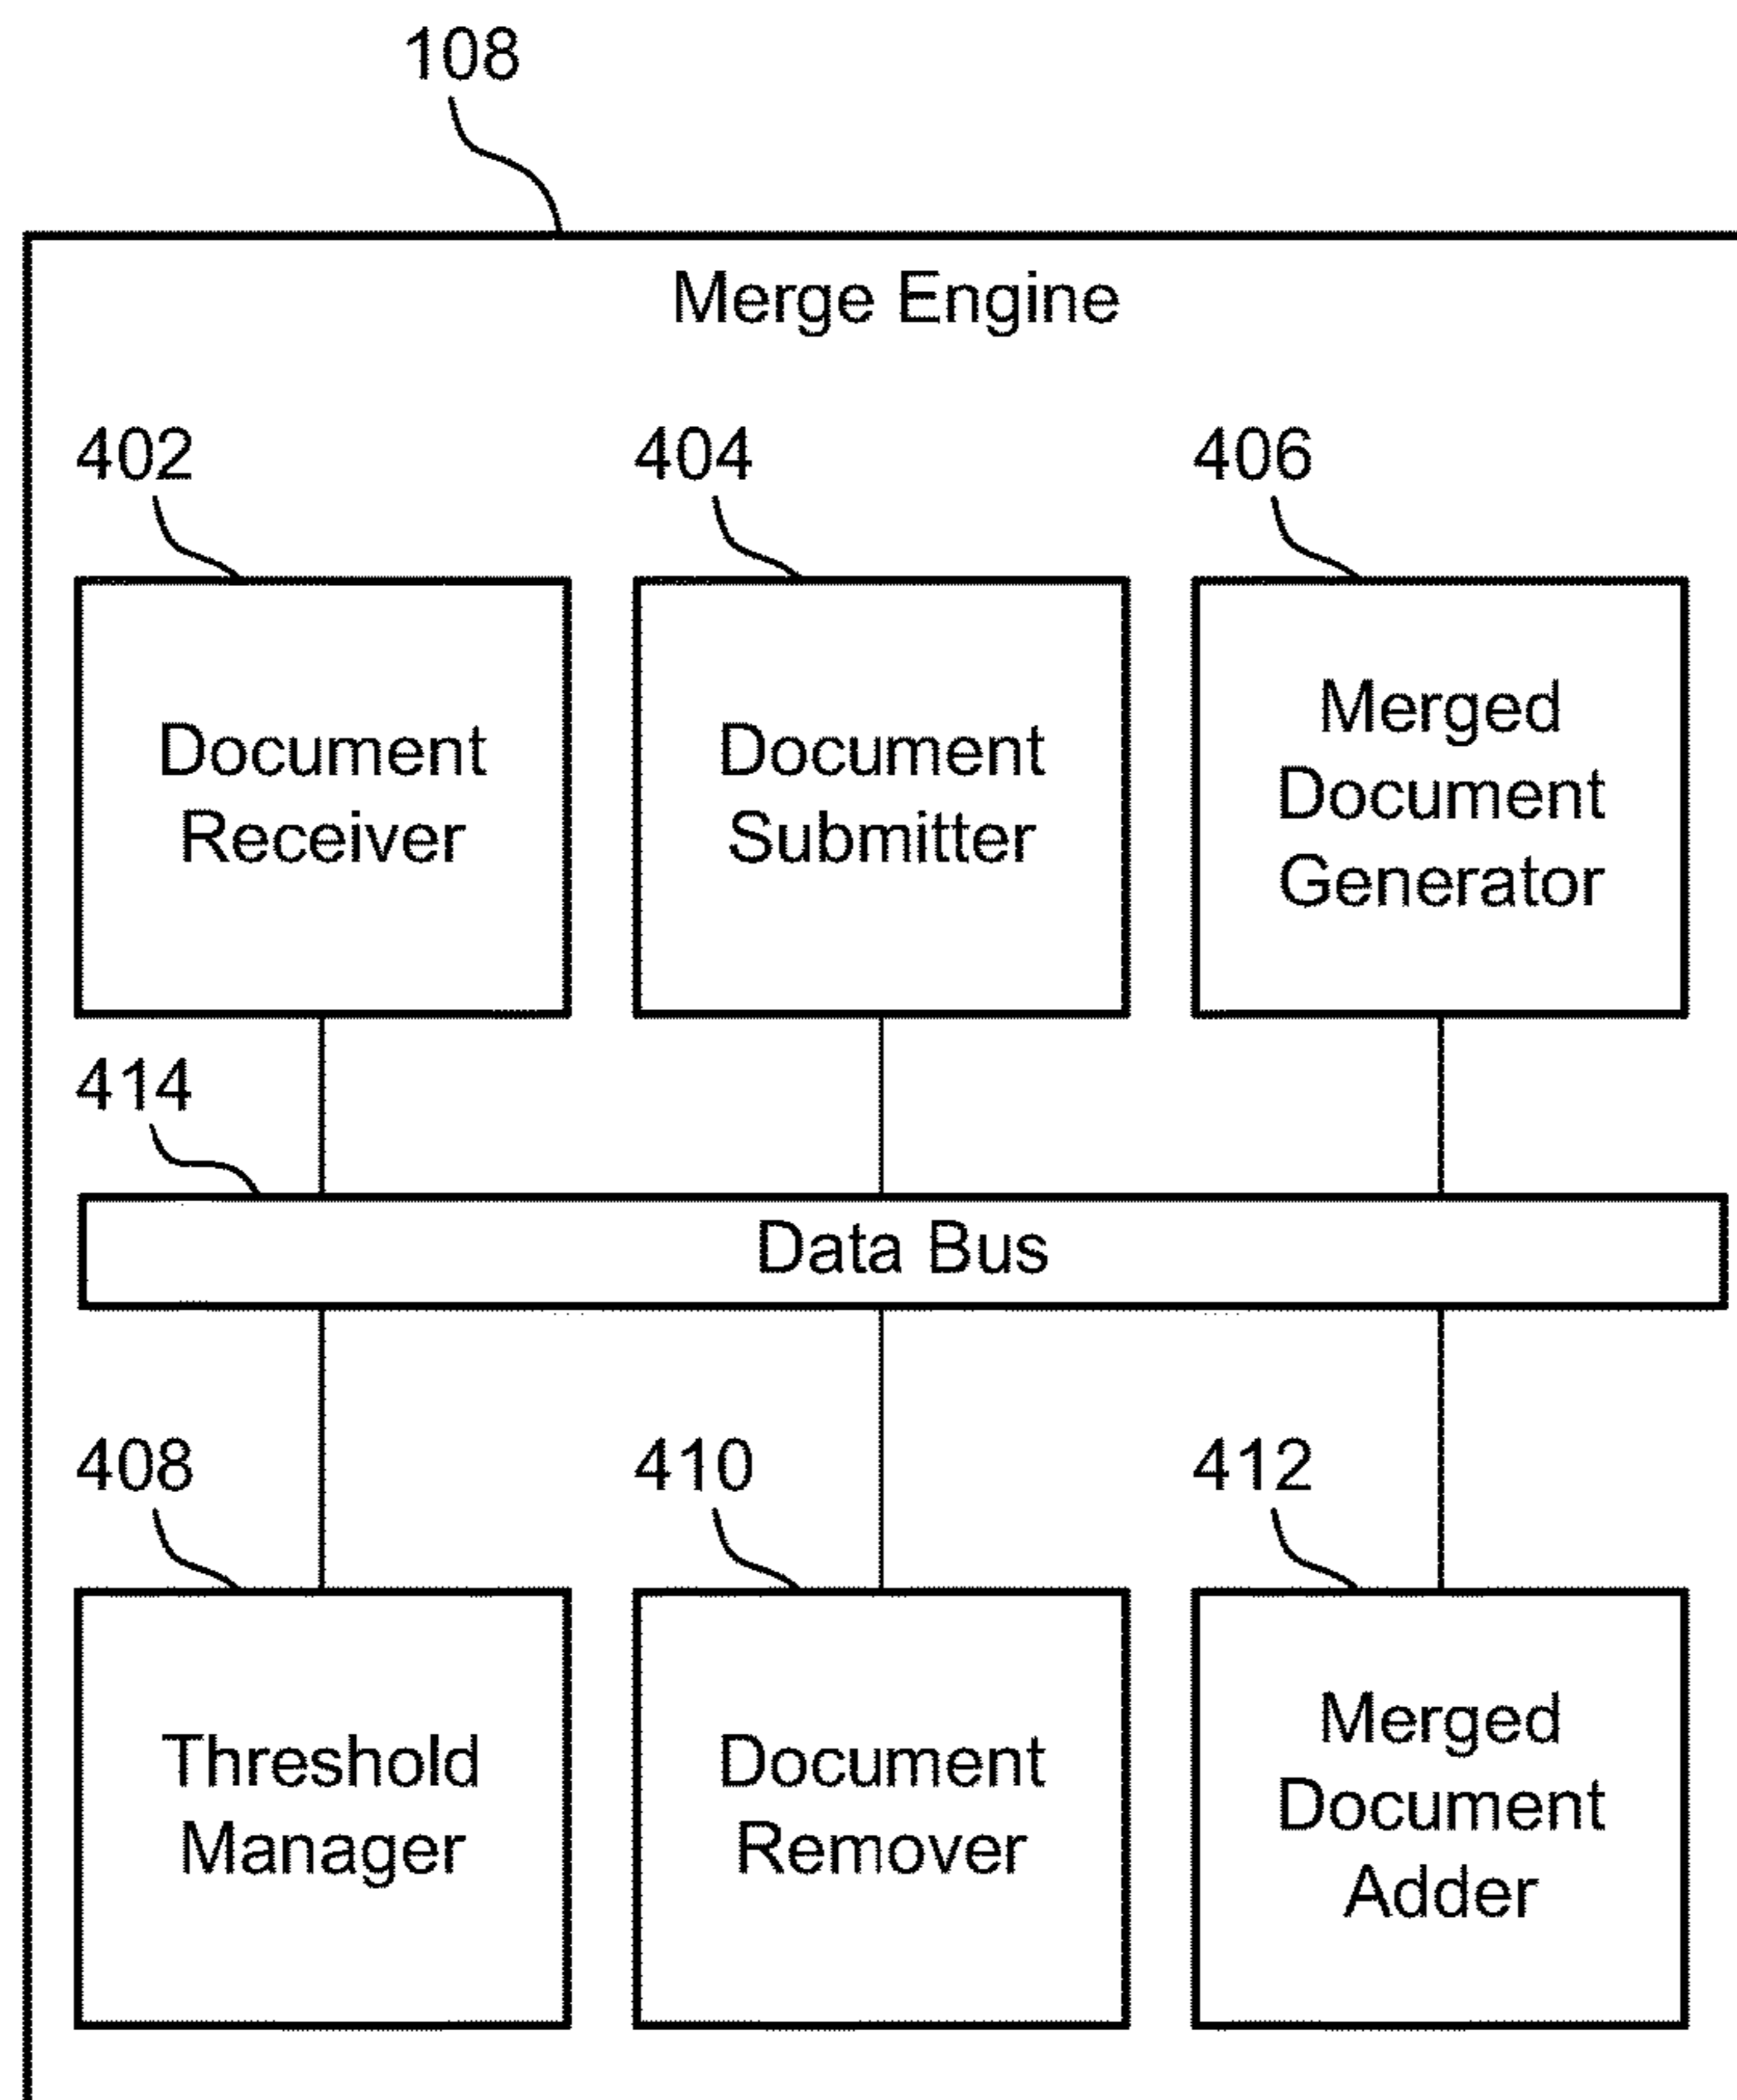 108
Merge Engine
402
404
406
Document
Receiver
Document
Submitter
Merged
Document
Generator
414
Data Bus
408
410
412
Threshold
Manager
Document
Remover
Merged
Document
Adder